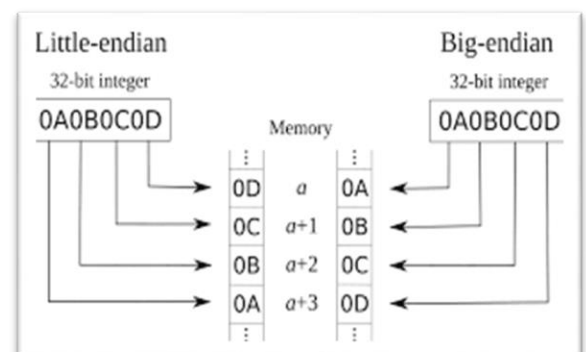 Little-endian Big-endian
32-bit integer 32-bit integer
0A0B0C0D 0A0B0C0D
Memory
⋮ ⋮
0D a 0A
0C a+1 0B
0B a+2 0C
0A a+3 0D
⋮ ⋮